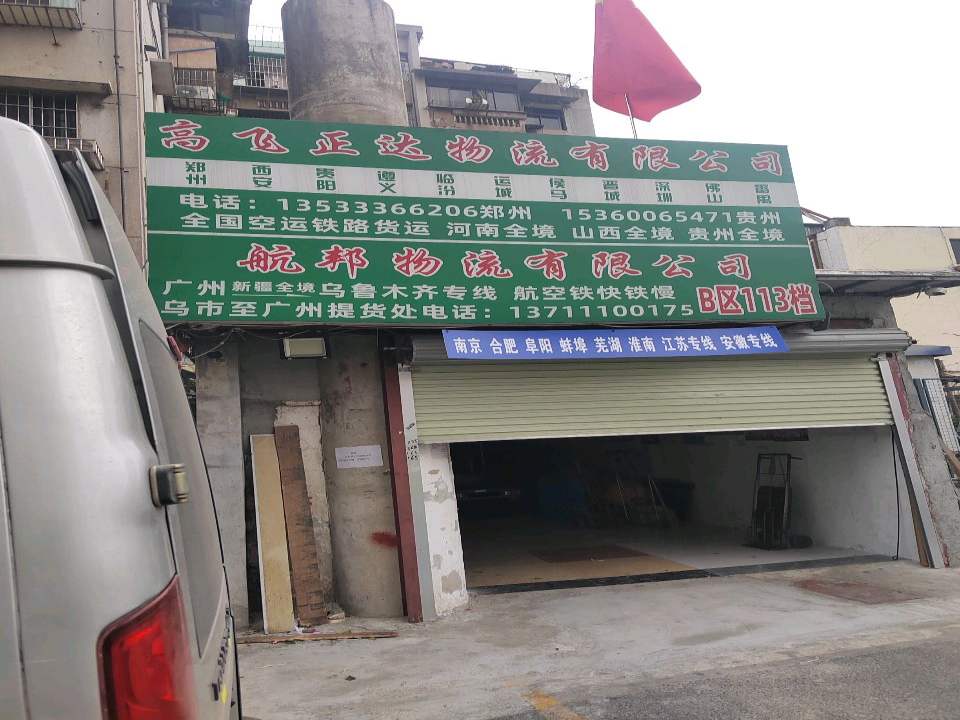 高飞正达物流有限公司
郑州 西安 贵阳 遵义 临汾 运城 侯马 晋城 深圳 佛山 番禺
电话：13533366206郑州 15360065471贵州
全国空运铁路货运 河南全境 山西全境 贵州全境
航邦物流有限公司
广州新疆全境乌鲁木齐专线 航空铁快铁慢
乌市至广州提货处电话：13711100175
B区113档
南京 合肥 阜阳 蚌埠 芜湖 淮南 江苏专线 安徽专线